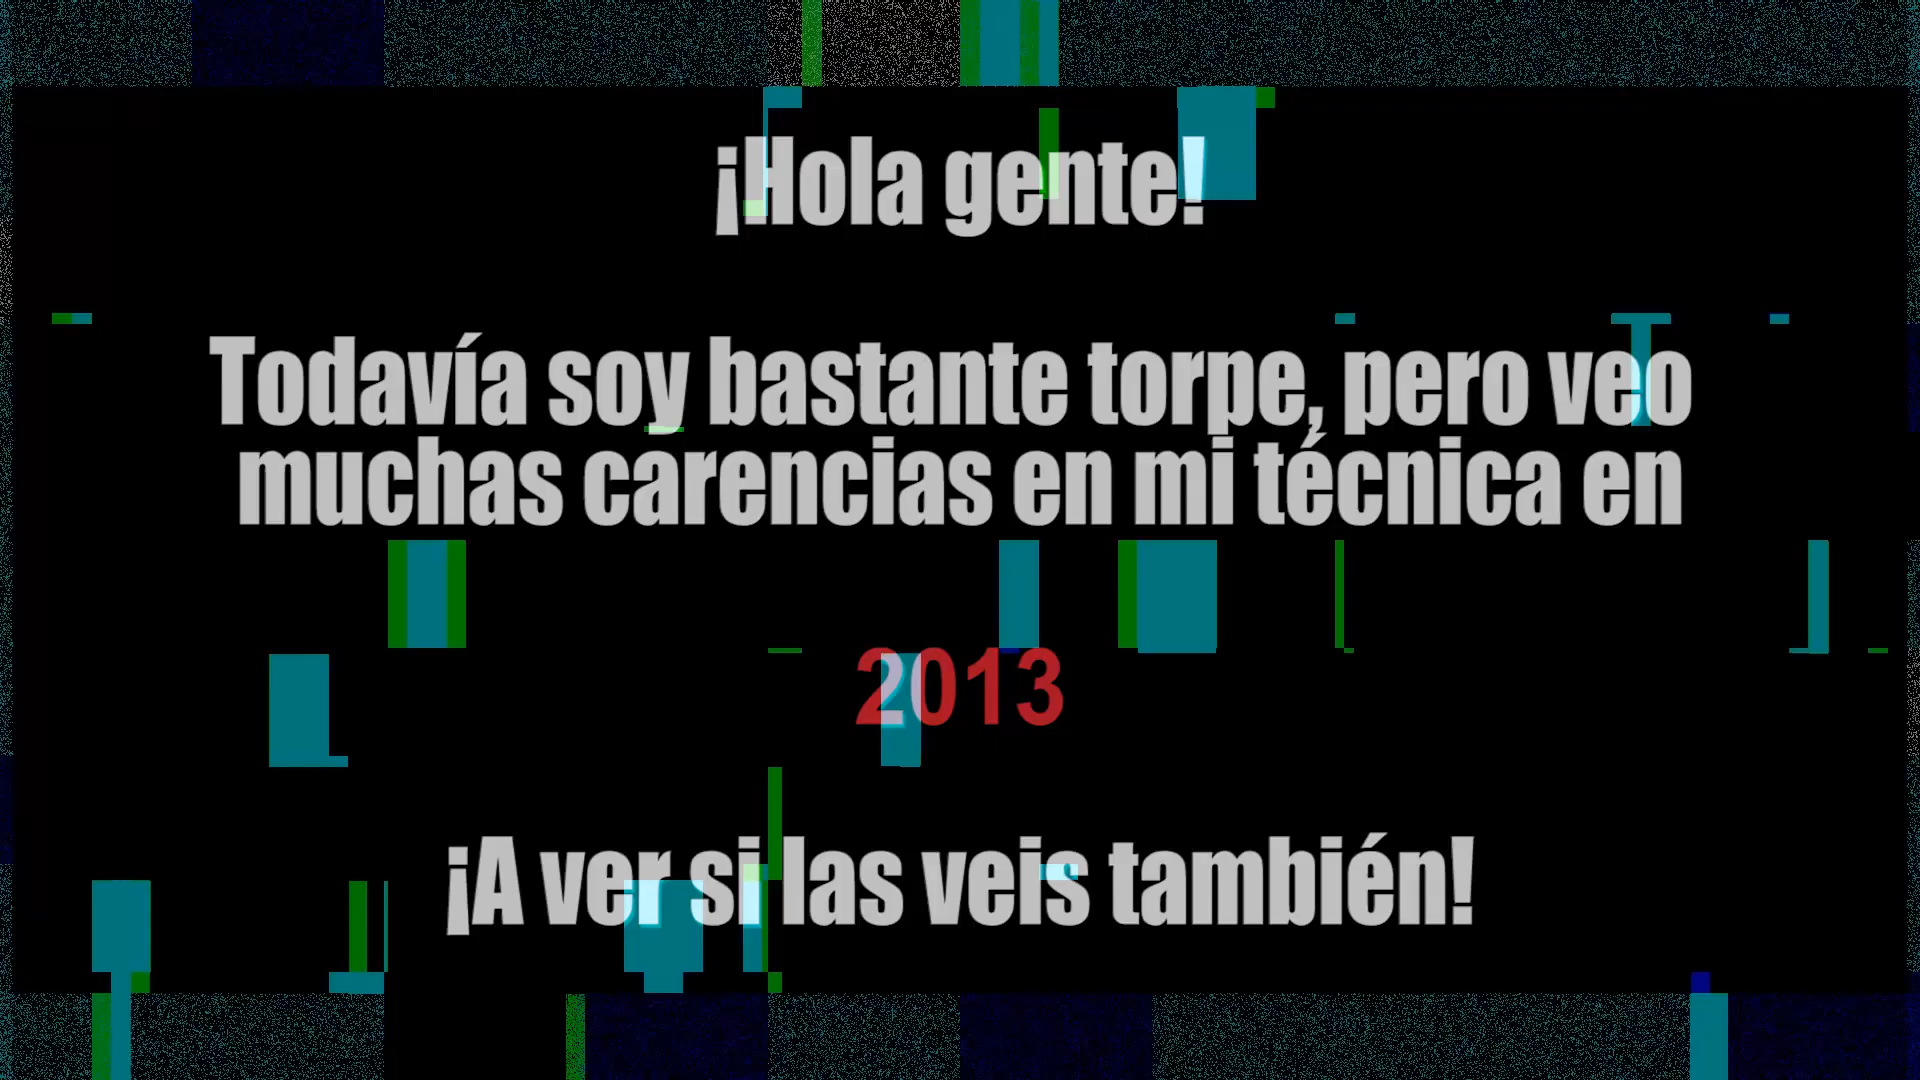 ¡Hola gente!
Todavía soy bastante torpe, pero veo
muchas carencias en mi técnica en
2013
¡A ver si las veis también!